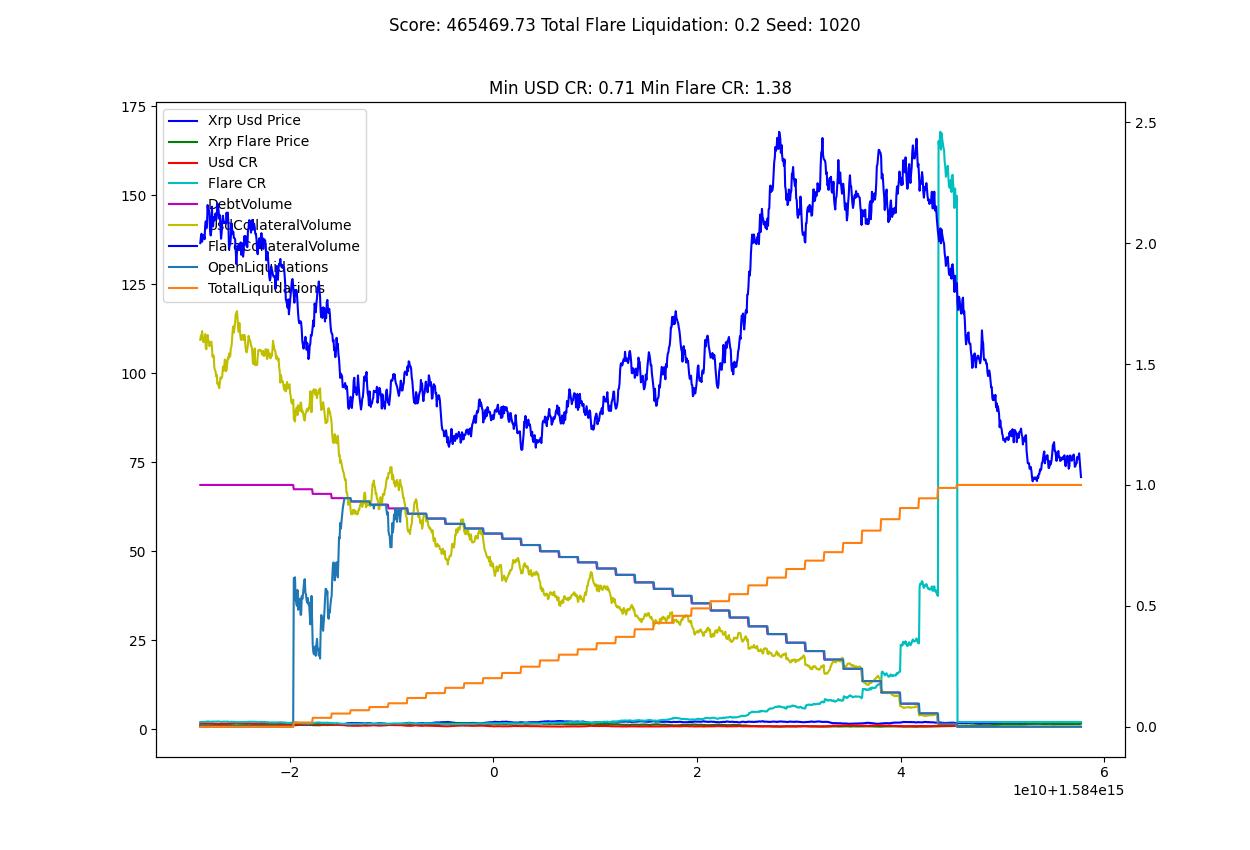 Score: 465469.73 Total Flare Liquidation: 0.2 Seed: 1020
Min USD CR: 0.71 Min Flare CR: 1.38
175
150
125
100
75
50
25
0
Xrp Usd Price
Xrp Flare Price
Usd CR
Flare CR
DebtVolume
UsdCollateralVolume
FlareCollateralVolume
OpenLiquidations
TotalLiquidations
2.5
2.0
1.5
1.0
0.5
0.0
−2
0
2
4
6
1e10+1.584e15